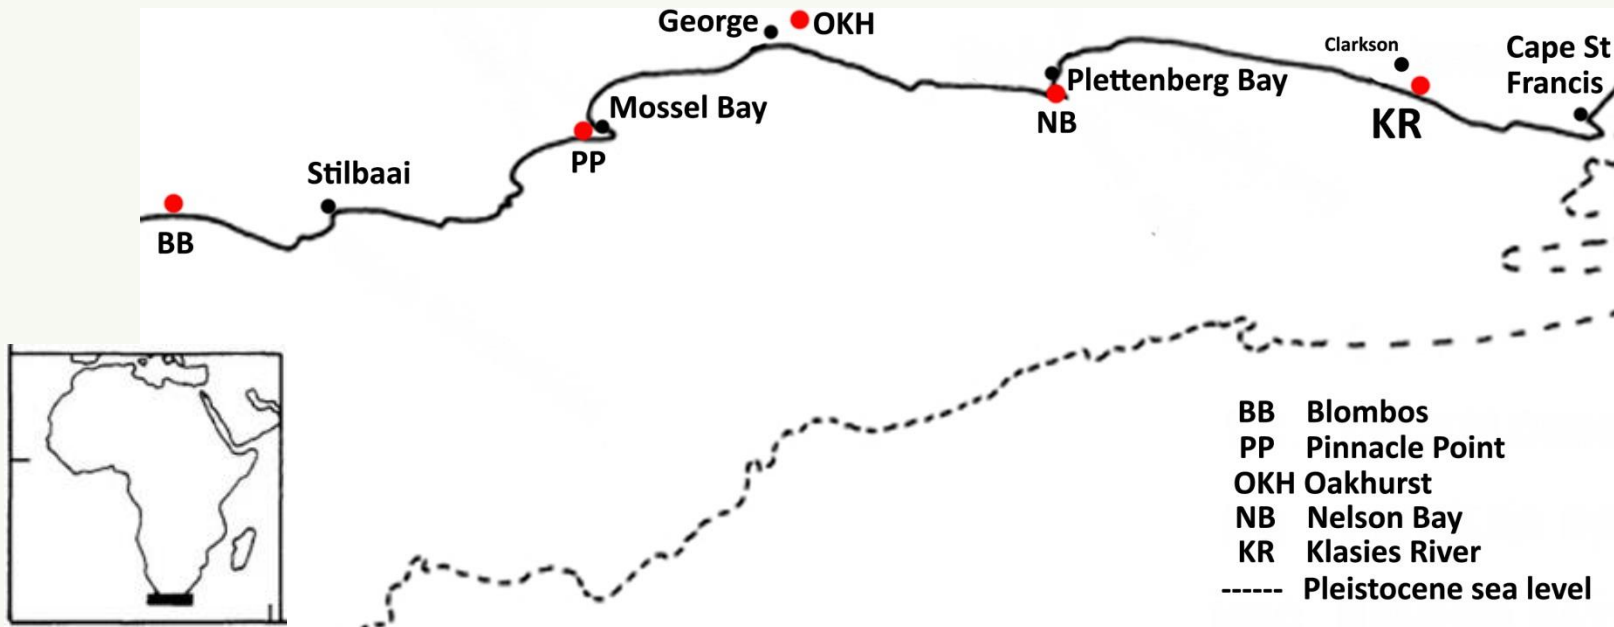 George
OKH
Clarkson
Cape St
Francis
Plettenberg Bay
Mossel Bay
NB
KR
PP
Stilbaai
BB
BB Blombos
PP Pinnacle Point
OKH Oakhurst
NB Nelson Bay
KR Klasies River
------ Pleistocene sea level